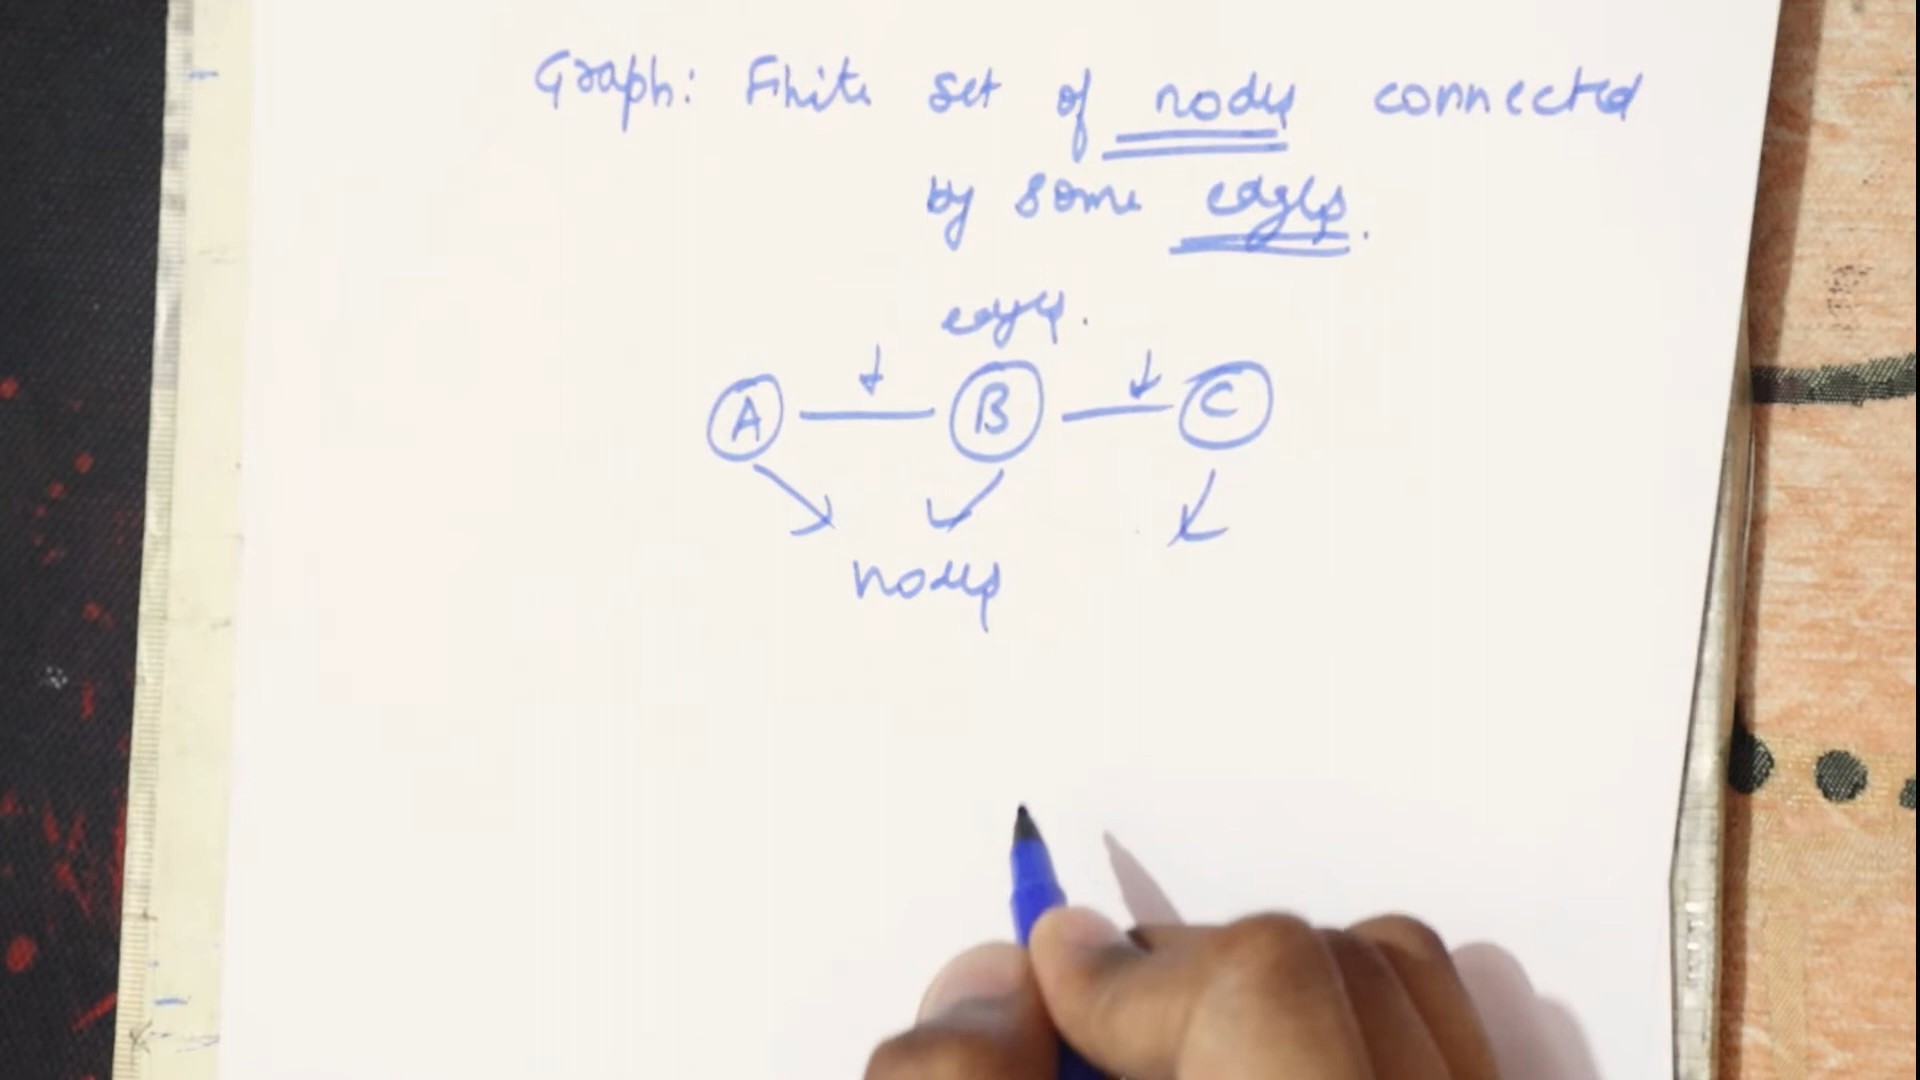 Graph: Finite set of nodes connected
by some edges.
edges.
A B C
nodes